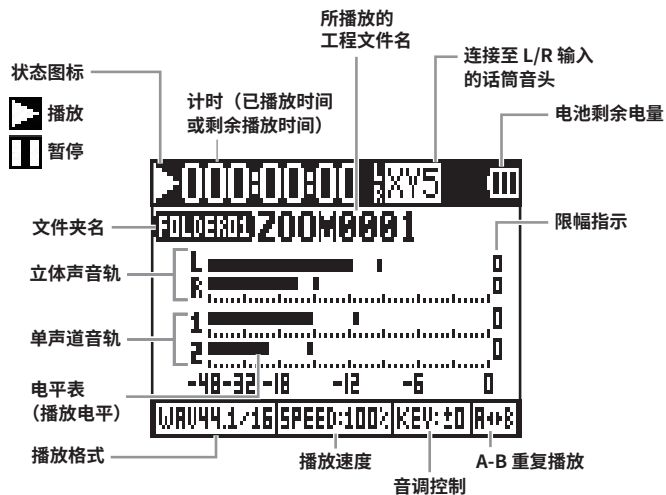 所播放的
工程文件名
连接至 L/R 输入
的话筒音头
状态图标
播放
暂停
计时（已播放时间
或剩余播放时间）
电池剩余电量
000:00:00 L R XY5
文件夹名
FOLDER01 ZOOM0001
限幅指示
立体声音轨
L 0
R 0
单声道音轨
1 0
2 0
电平表
（播放电平）
-48-32-18 -12 -6 0
WAV44.1/16 SPEED:100% KEY:±0 A↔B
播放格式
播放速度
音调控制
A-B 重复播放